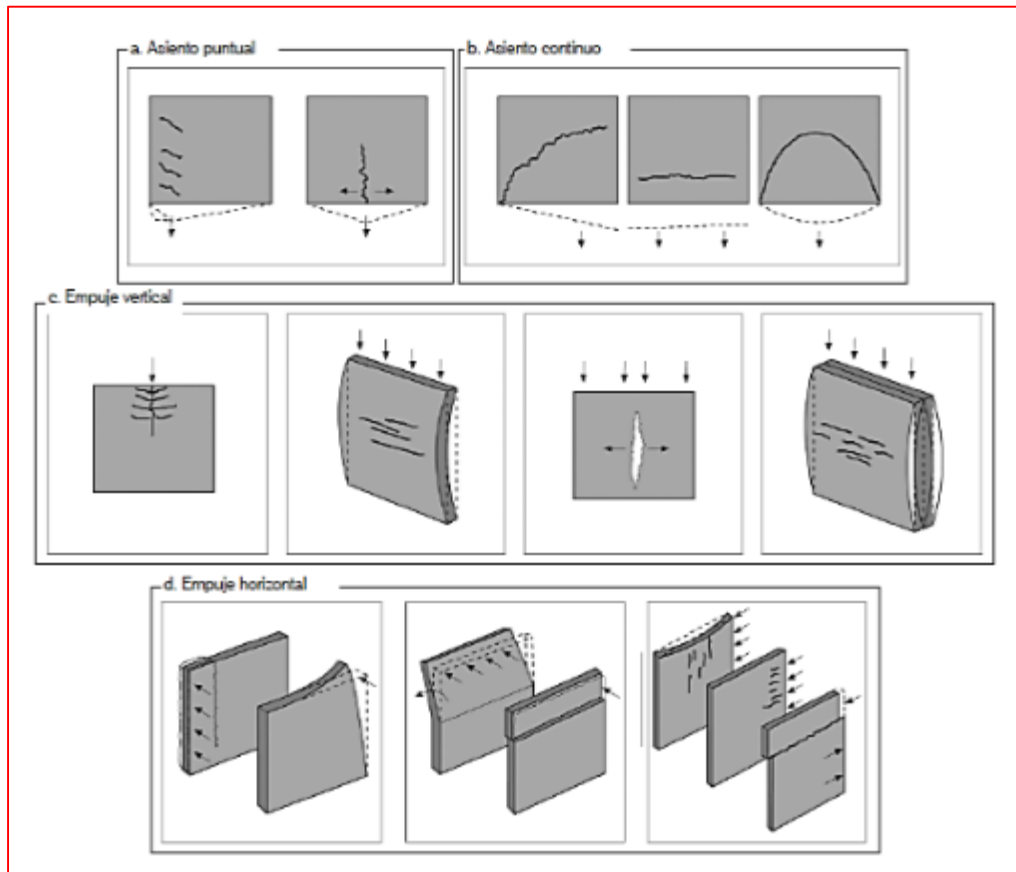 a. Asiento puntual
b. Asiento continuo
c. Empuje vertical
d. Empuje horizontal